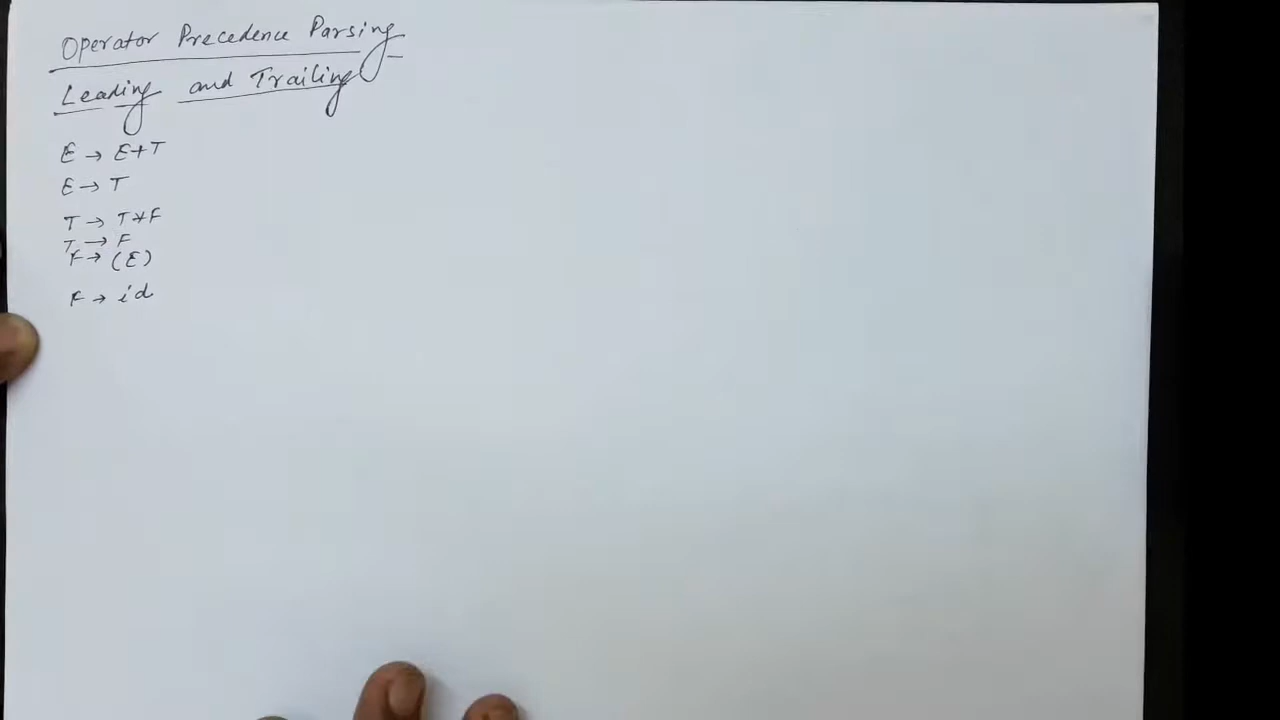 Operator Precedence Parsing
Leading and Trailing
E → E+T
E → T
T → T*F
T → F
F → (E)
F → id